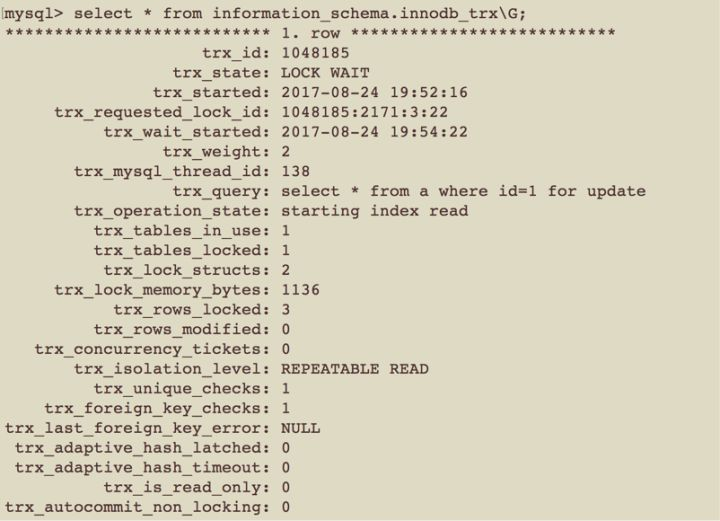 mysql> select * from information_schema.innodb_trx\G;
*************************** 1. row ***************************
trx_id: 1048185
trx_state: LOCK WAIT
trx_started: 2017-08-24 19:52:16
trx_requested_lock_id: 1048185:2171:3:22
trx_wait_started: 2017-08-24 19:54:22
trx_weight: 2
trx_mysql_thread_id: 138
trx_query: select * from a where id=1 for update
trx_operation_state: starting index read
trx_tables_in_use: 1
trx_tables_locked: 1
trx_lock_structs: 2
trx_lock_memory_bytes: 1136
trx_rows_locked: 3
trx_rows_modified: 0
trx_concurrency_tickets: 0
trx_isolation_level: REPEATABLE READ
trx_unique_checks: 1
trx_foreign_key_checks: 1
trx_last_foreign_key_error: NULL
trx_adaptive_hash_latched: 0
trx_adaptive_hash_timeout: 0
trx_is_read_only: 0
trx_autocommit_non_locking: 0